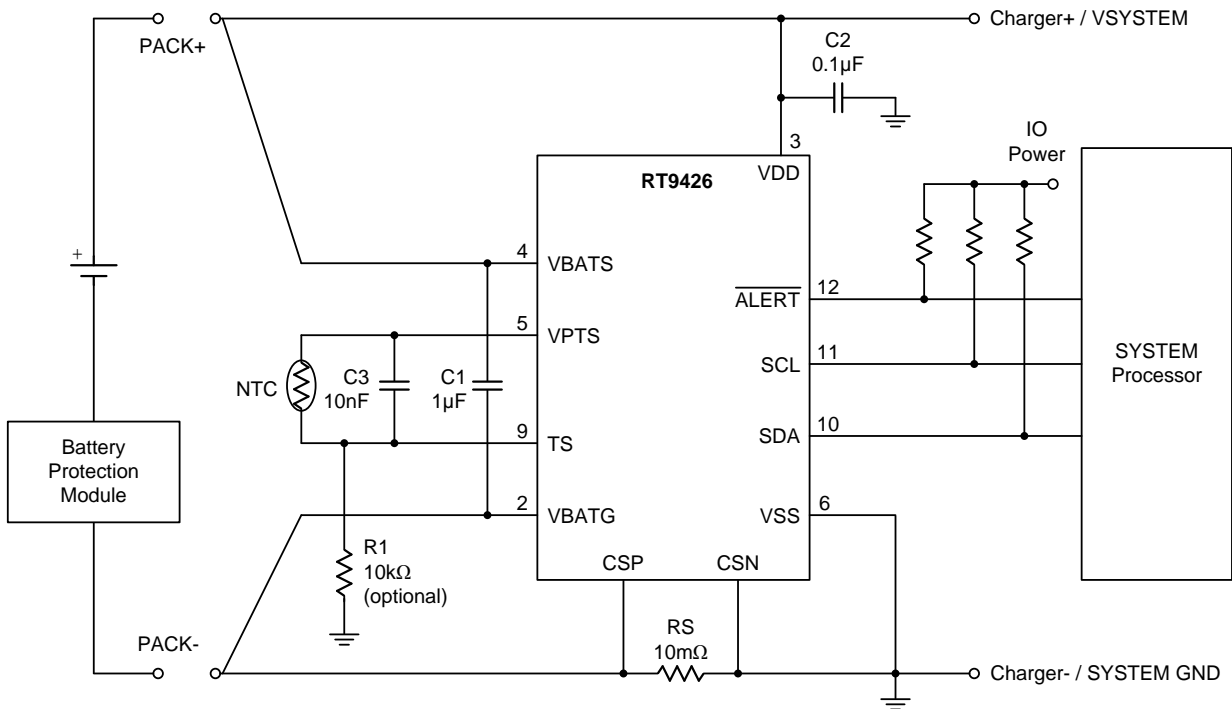 PACK+
Charger+ / VSYSTEM
C2
0.1µF
3
VDD
RT9426
IO
Power
+
4
VBATS
12
ALERT
5
VPTS
11
SCL
NTC
C3
10nF
C1
1µF
SYSTEM
Processor
9
TS
10
SDA
Battery
Protection
Module
2
VBATG
6
VSS
R1
10kΩ
(optional)
CSP
CSN
RS
10mΩ
PACK-
Charger- / SYSTEM GND